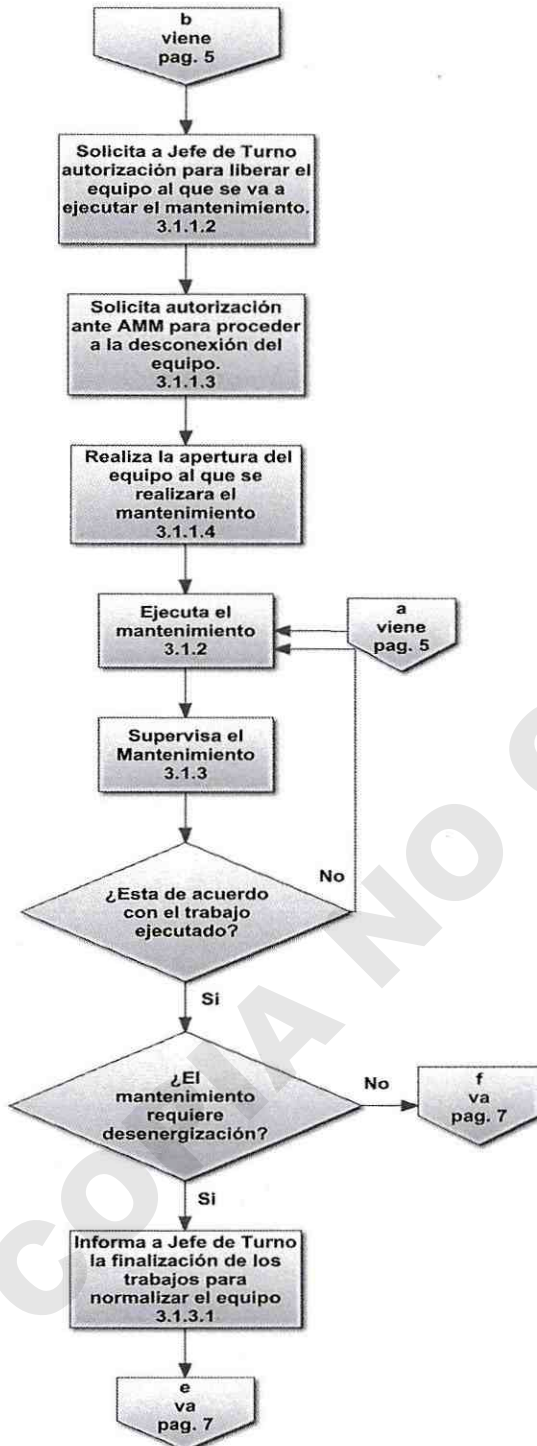 b
viene
pag. 5
Solicita a Jefe de Turno
autorización para liberar el
equipo al que se va a
ejecutar el mantenimiento.
3.1.1.2
Solicita autorización
ante AMM para proceder
a la desconexión del
equipo.
3.1.1.3
Realiza la apertura del
equipo al que se
realizara el
mantenimiento
3.1.1.4
Ejecuta el
mantenimiento
3.1.2
a
viene
pag. 5
Supervisa el
Mantenimiento
3.1.3
¿Esta de acuerdo
con el trabajo
ejecutado?
No
Si
¿El
mantenimiento
requiere
desenergización?
No
f
va
pag. 7
Si
Informa a Jefe de Turno
la finalización de los
trabajos para
normalizar el equipo
3.1.3.1
e
va
pag. 7
COPIA NO C